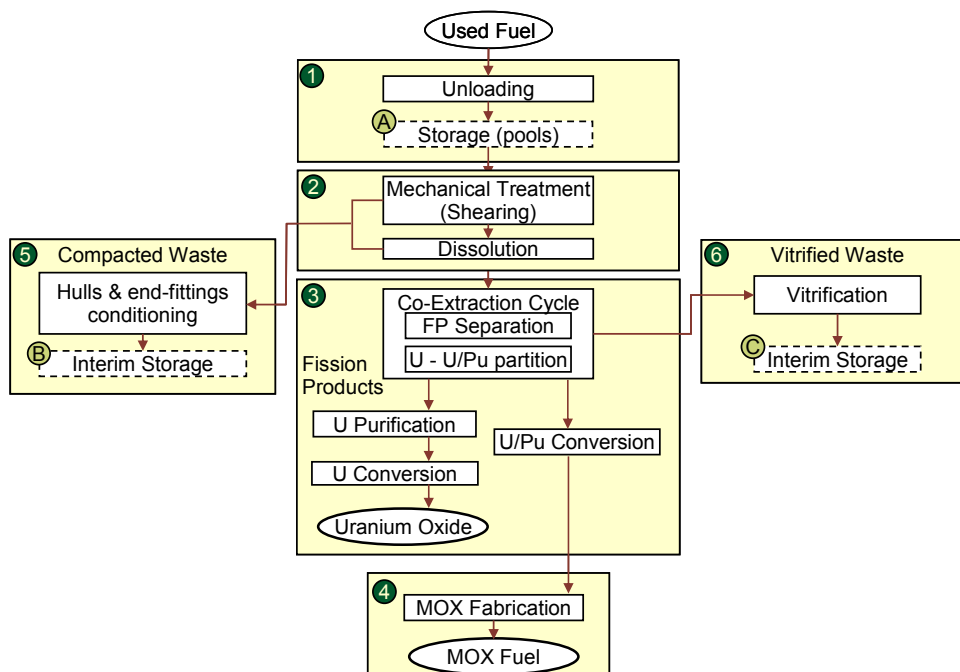 Used Fuel
1
Unloading
A
Storage (pools)
2
Mechanical Treatment
(Shearing)
Dissolution
5
Compacted Waste
Hulls & end-fittings
conditioning
B
Interim Storage
6
Vitrified Waste
Vitrification
C
Interim Storage
3
Co-Extraction Cycle
FP Separation
U - U/Pu partition
Fission
Products
U Purification
U/Pu Conversion
U Conversion
Uranium Oxide
4
MOX Fabrication
MOX Fuel